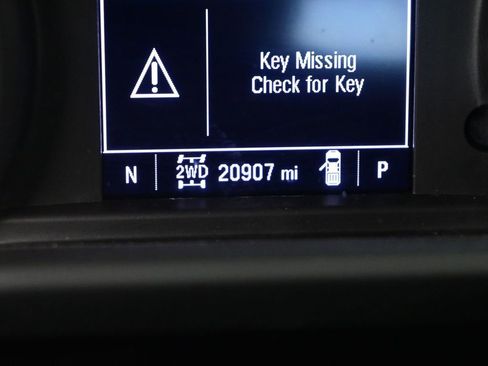 Key Missing
Check for Key
N 2WD 20907 mi P